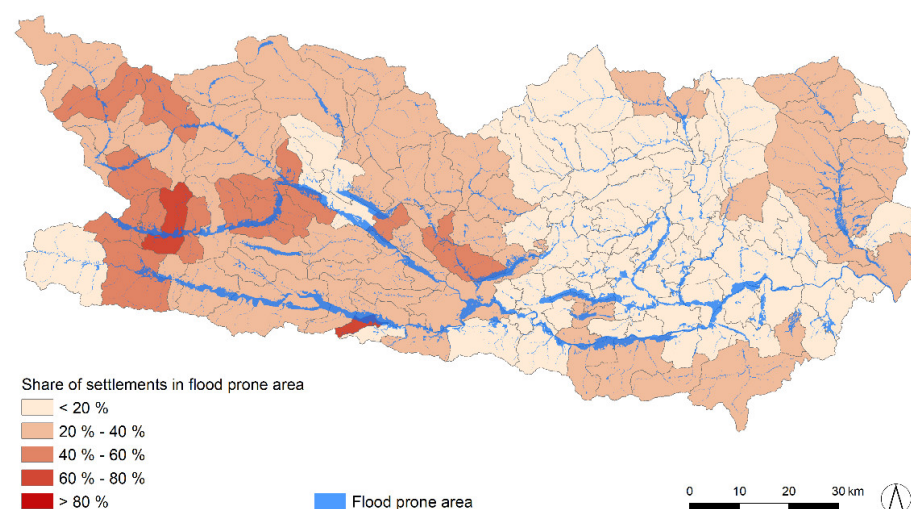 Share of settlements in flood prone area
< 20 %
20 % - 40 %
40 % - 60 %
60 % - 80 %
> 80 %
Flood prone area
0 10 20 30 km